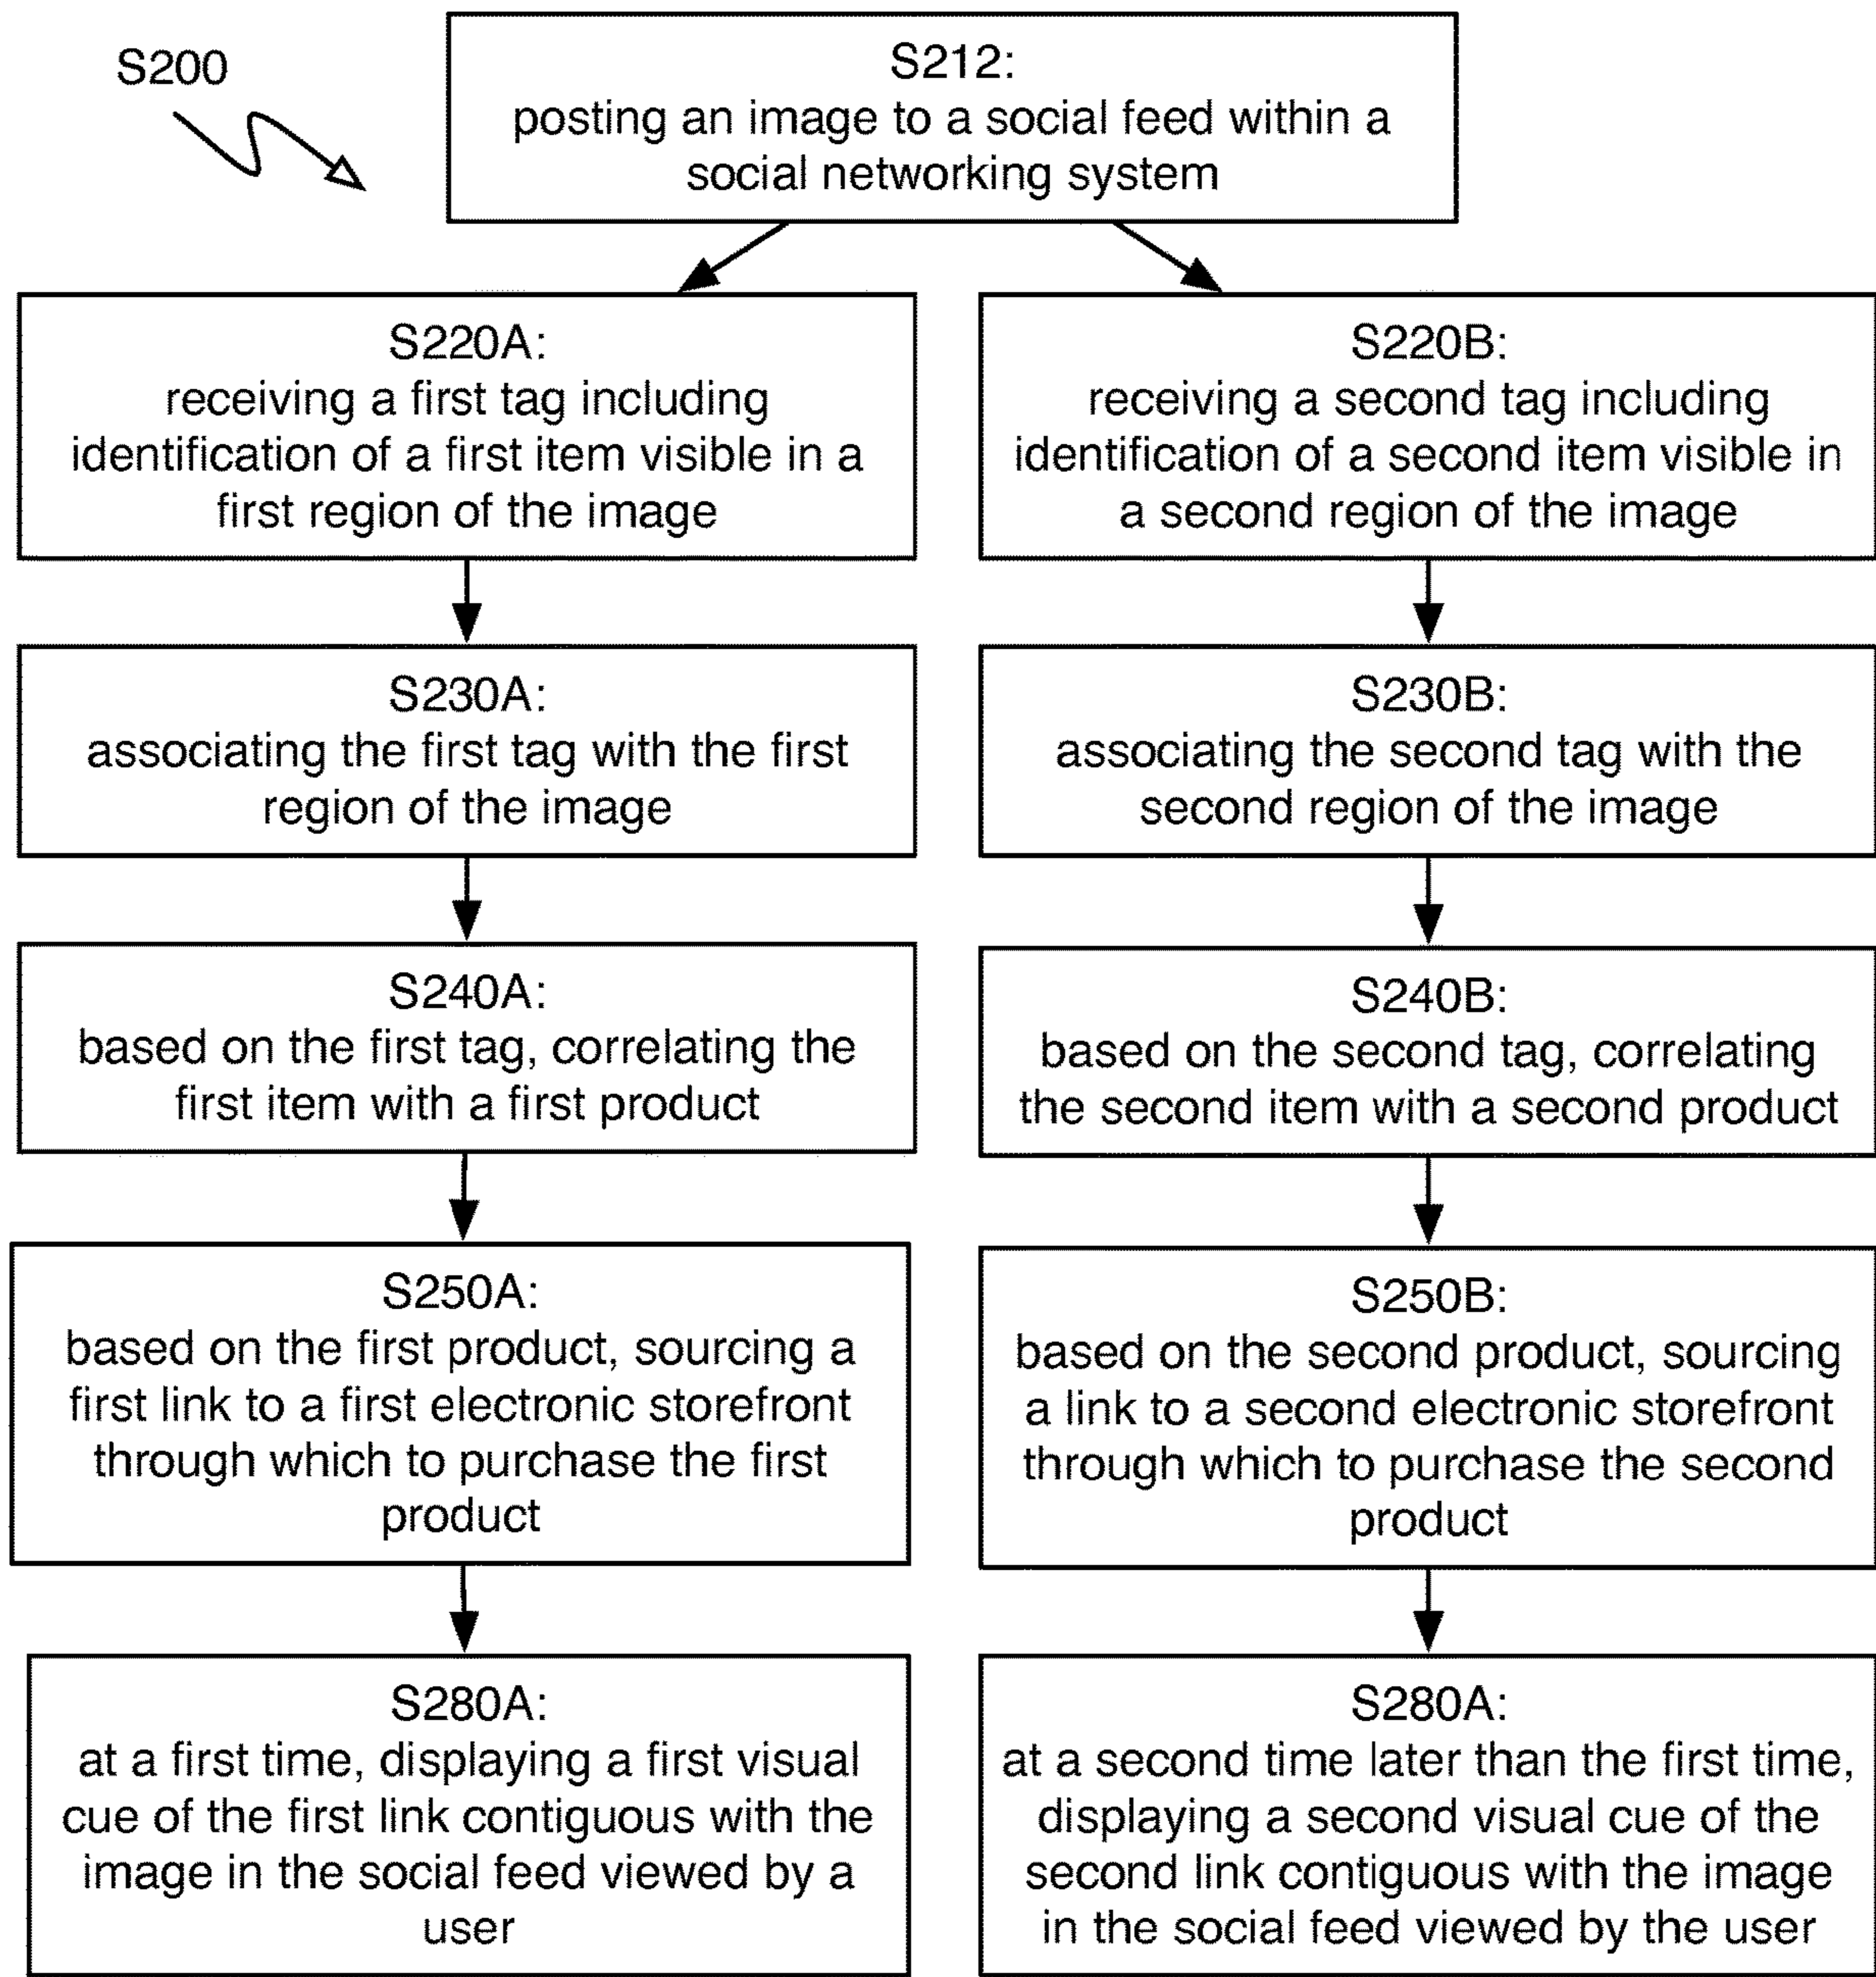 S200
S212:
posting an image to a social feed within a
social networking system
S220A:
receiving a first tag including
identification of a first item visible in a
first region of the image
S220B:
receiving a second tag including
identification of a second item visible in
a second region of the image
S230A:
associating the first tag with the first
region of the image
S230B:
associating the second tag with the
second region of the image
S240A:
based on the first tag, correlating the
first item with a first product
S240B:
based on the second tag, correlating
the second item with a second product
S250A:
based on the first product, sourcing a
first link to a first electronic storefront
through which to purchase the first
product
S250B:
based on the second product, sourcing
a link to a second electronic storefront
through which to purchase the second
product
S280A:
at a first time, displaying a first visual
cue of the first link contiguous with the
image in the social feed viewed by a
user
S280A:
at a second time later than the first time,
displaying a second visual cue of the
second link contiguous with the image
in the social feed viewed by the user